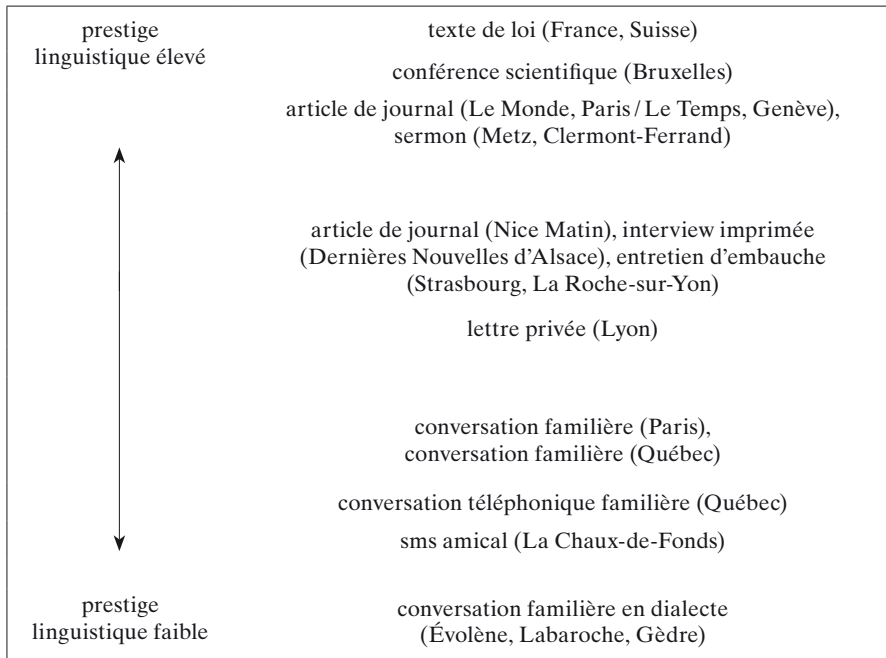 prestige
linguistique élevé
texte de loi (France, Suisse)
conférence scientifique (Bruxelles)
article de journal (Le Monde, Paris / Le Temps, Genève),
sermon (Metz, Clermont-Ferrand)
article de journal (Nice Matin), interview imprimée
(Dernières Nouvelles d’Alsace), entretien d’embauche
(Strasbourg, La Roche-sur-Yon)
lettre privée (Lyon)
conversation familière (Paris),
conversation familière (Québec)
conversation téléphonique familière (Québec)
sms amical (La Chaux-de-Fonds)
prestige
linguistique faible
conversation familière en dialecte
(Évolène, Labaroche, Gèdre)